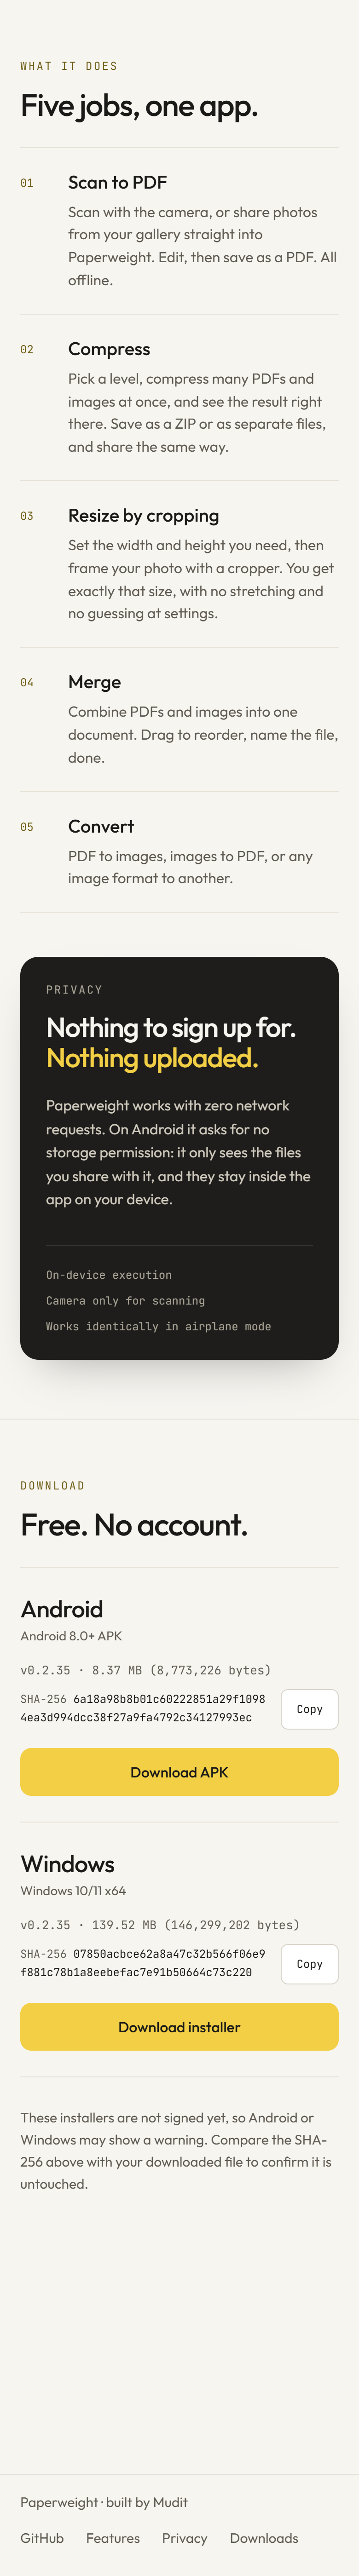 WHAT IT DOES
Five jobs, one app.
01
Scan to PDF
Scan with the camera, or share photos
from your gallery straight into
Paperweight. Edit, then save as a PDF. All
offline.
02
Compress
Pick a level, compress many PDFs and
images at once, and see the result right
there. Save as a ZIP or as separate files,
and share the same way.
03
Resize by cropping
Set the width and height you need, then
frame your photo with a cropper. You get
exactly that size, with no stretching and
no guessing at settings.
04
Merge
Combine PDFs and images into one
document. Drag to reorder, name the file,
done.
05
Convert
PDF to images, images to PDF, or any
image format to another.
PRIVACY
Nothing to sign up for.
Nothing uploaded.
Paperweight works with zero network
requests. On Android it asks for no
storage permission: it only sees the files
you share with it, and they stay inside the
app on your device.
On-device execution
Camera only for scanning
Works identically in airplane mode
DOWNLOAD
Free. No account.
Android
Android 8.0+ APK
v0.2.35 · 8.37 MB (8,773,226 bytes)
SHA-256 6a18a98b8b01c60222851a29f1098
4ea3d994dcc38f27a9fa4792c34127993ec
Copy
Download APK
Windows
Windows 10/11 x64
v0.2.35 · 139.52 MB (146,299,202 bytes)
SHA-256 07850acbce62a8a47c32b566f06e9
f881c78b1a8eebefac7e91b50664c73c220
Copy
Download installer
These installers are not signed yet, so Android or
Windows may show a warning. Compare the SHA-
256 above with your downloaded file to confirm it is
untouched.
Paperweight · built by Mudit
GitHub Features Privacy Downloads